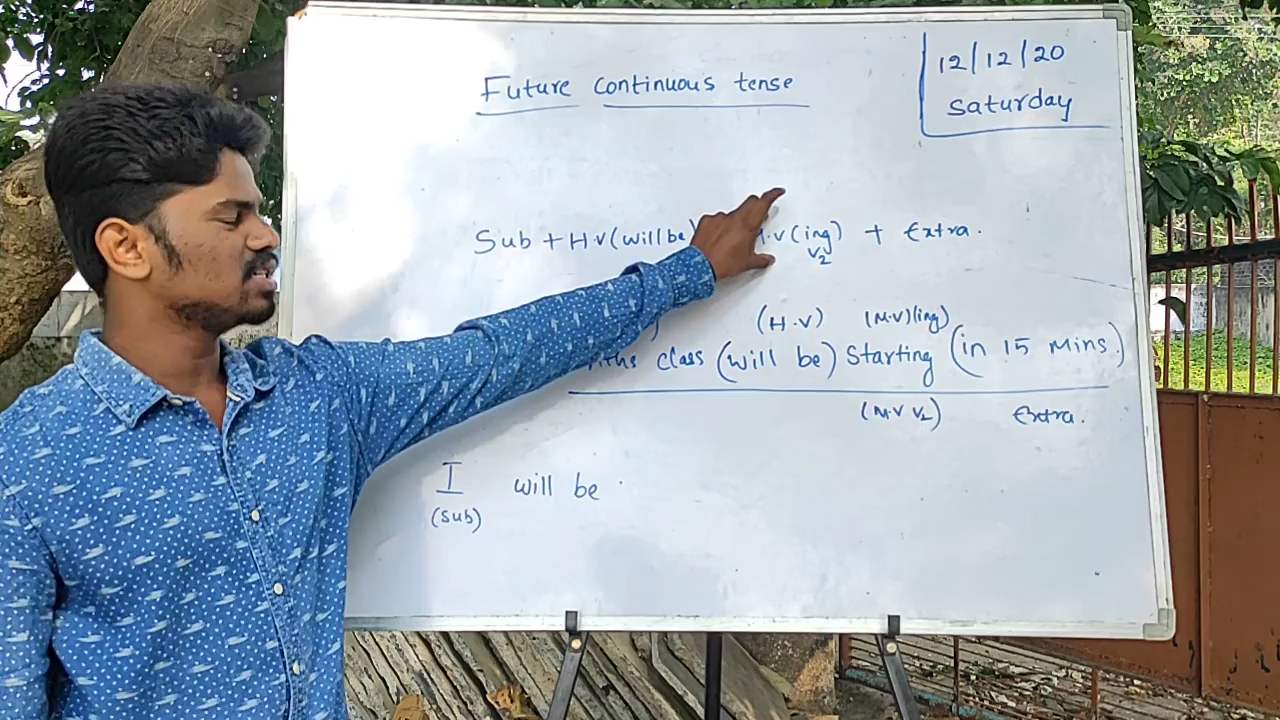 12/12/20
Future continuous tense
Saturday
Sub + H.V (will be) .V (ing) + Extra.
V2
(H.V) (M.V) (ing)
class (will be) Starting (in 15 Mins.)
(M.V V2) Extra.
I will be
(Sub)